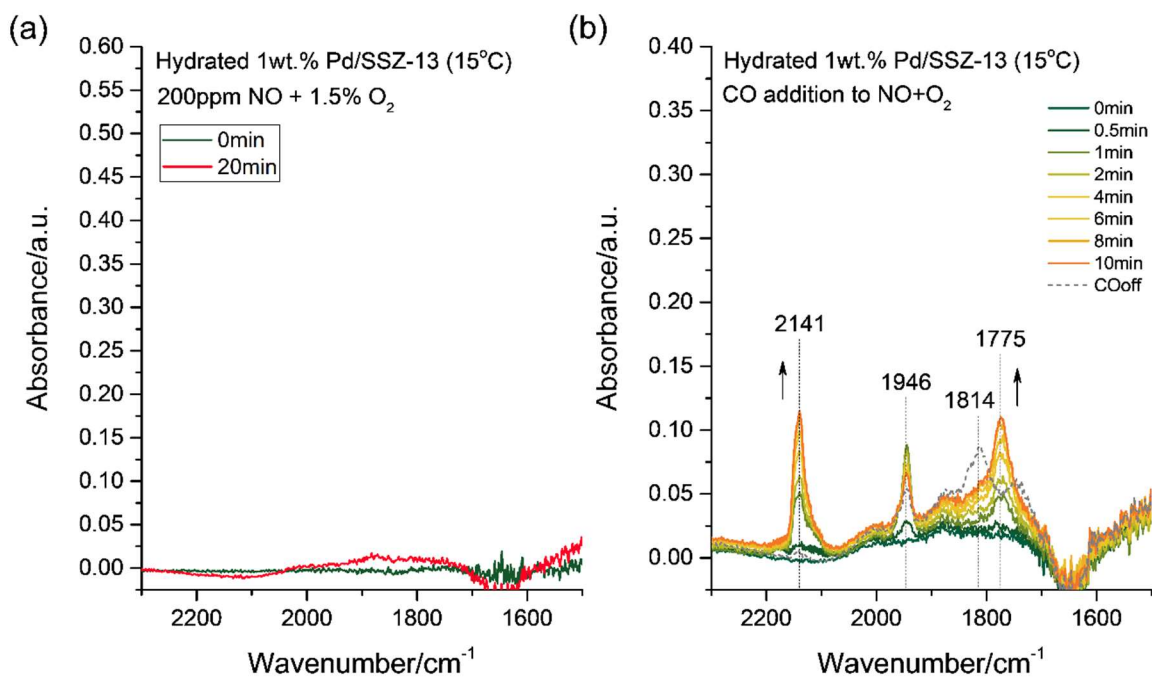 (a)
Hydrated 1wt.% Pd/SSZ-13 (15°C)
200ppm NO + 1.5% O₂
0min
20min
0.60
0.55
0.50
0.45
0.40
0.35
0.30
0.25
0.20
0.15
0.10
0.05
0.00
Absorbance/a.u.
2200 2000 1800 1600
Wavenumber/cm⁻¹
(b)
Hydrated 1wt.% Pd/SSZ-13 (15°C)
CO addition to NO+O₂
0min
0.5min
1min
2min
4min
6min
8min
10min
COoff
2141
1946
1814
1775
0.40
0.35
0.30
0.25
0.20
0.15
0.10
0.05
0.00
Absorbance/a.u.
2200 2000 1800 1600
Wavenumber/cm⁻¹